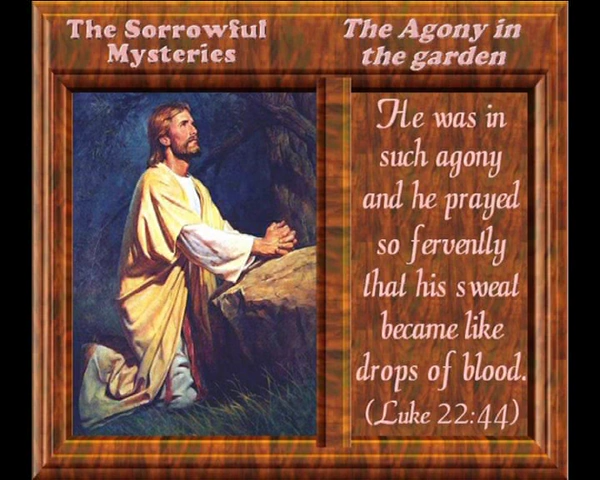 The Sorrowful
Mysteries
The Agony in
the garden
He was in
such agony
and he prayed
so fervently
that his sweat
became like
drops of blood.
(Luke 22:44)